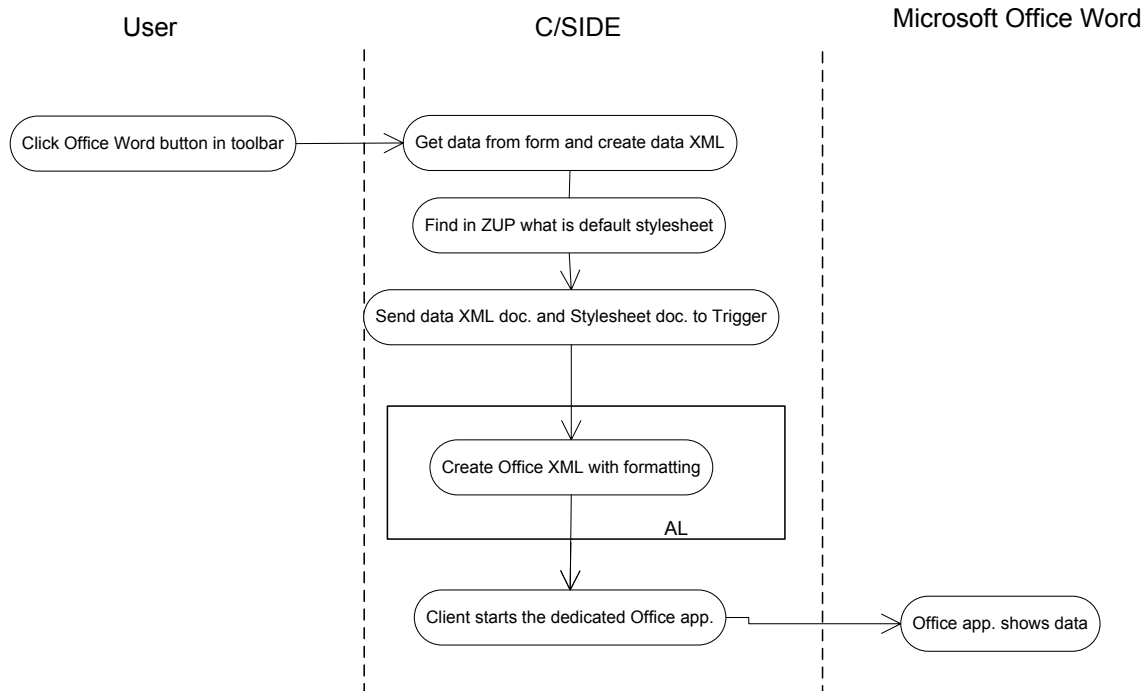 User
C/SIDE
Microsoft Office Word
Click Office Word button in toolbar
Get data from form and create data XML
Find in ZUP what is default stylesheet
Send data XML doc. and Stylesheet doc. to Trigger
Create Office XML with formatting
AL
Client starts the dedicated Office app.
Office app. shows data